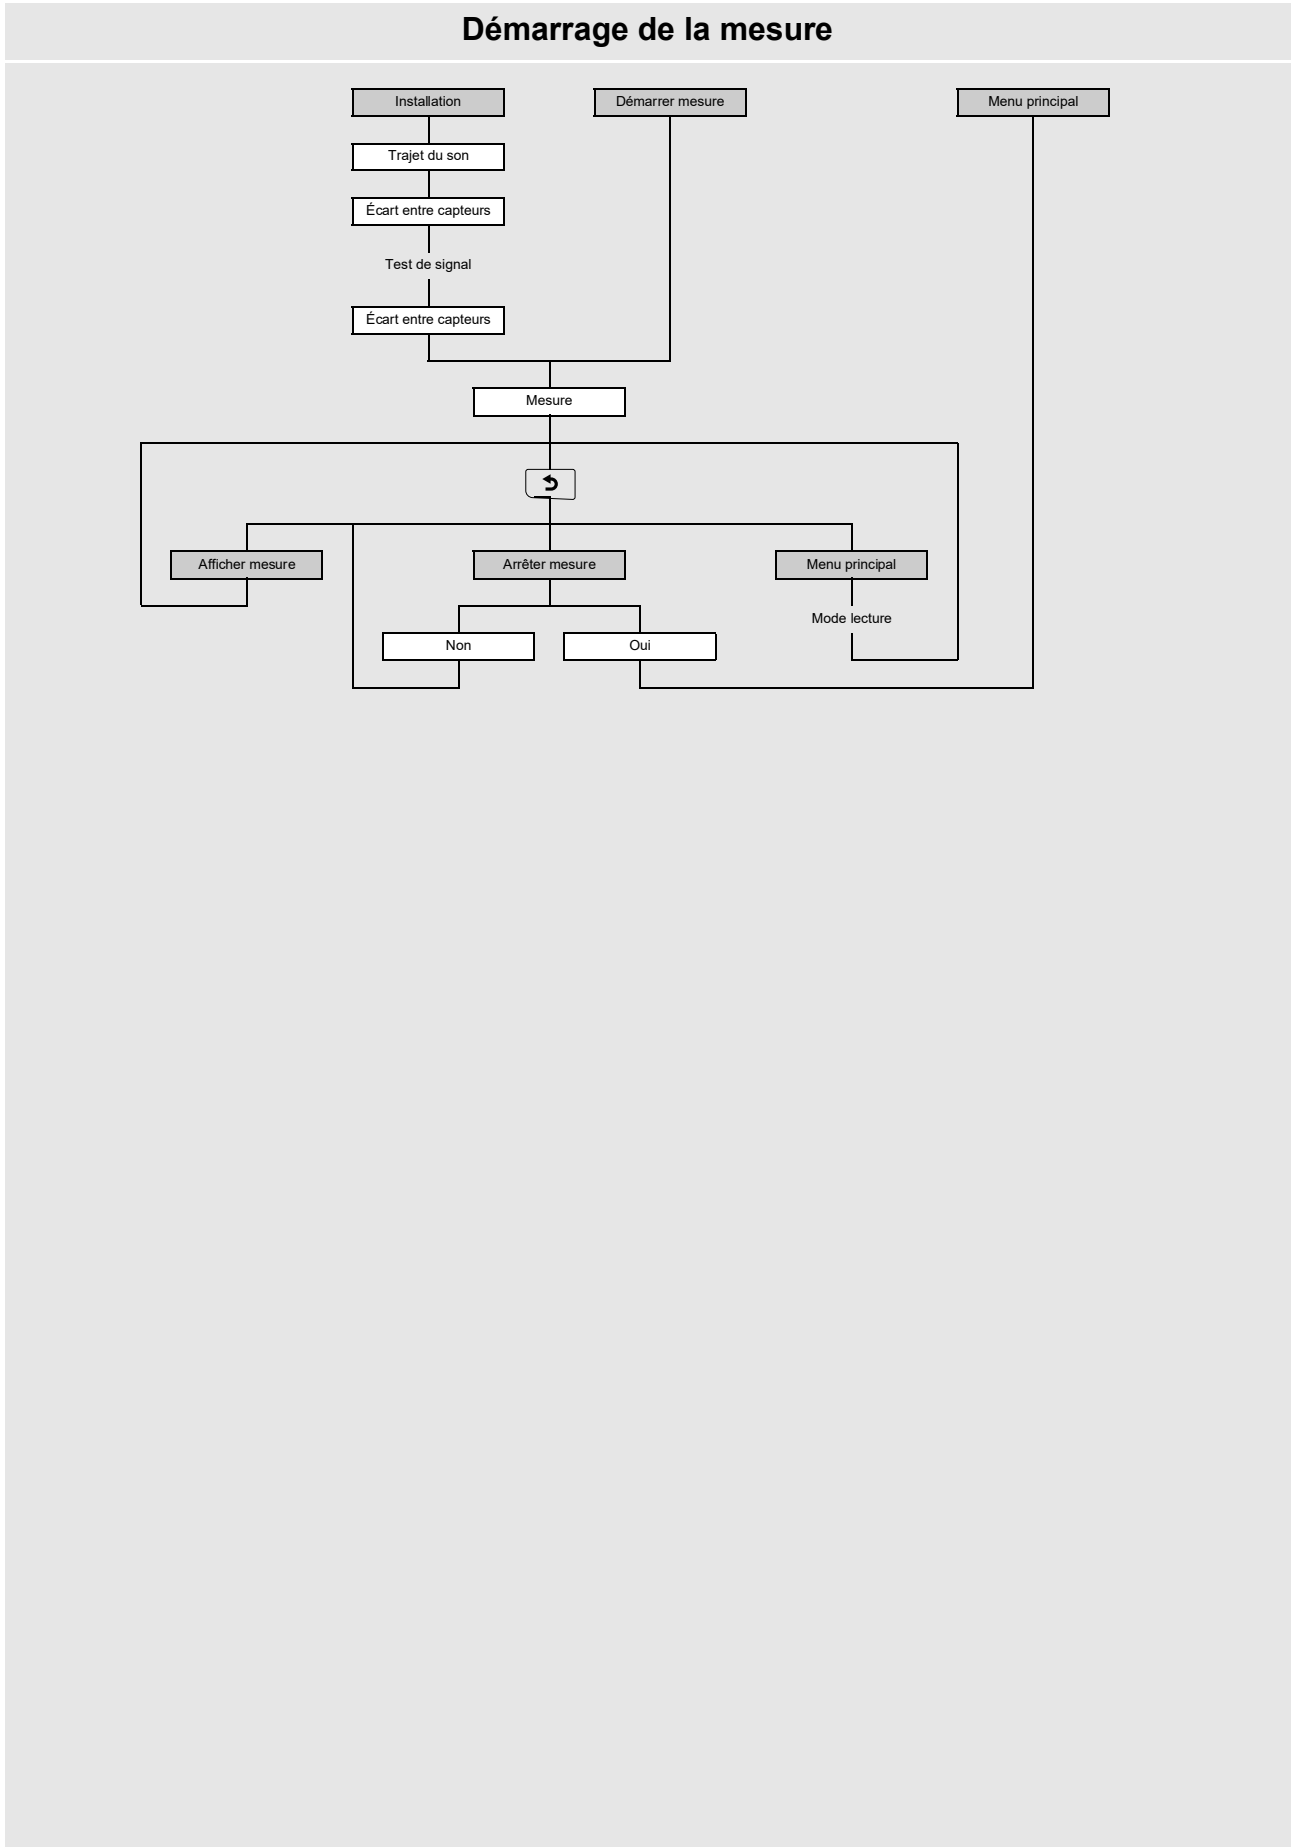 Démarrage de la mesure
Installation
Démarrer mesure
Menu principal
Trajet du son
Écart entre capteurs
Test de signal
Écart entre capteurs
Mesure
Afficher mesure
Arrêter mesure
Menu principal
Mode lecture
Non
Oui